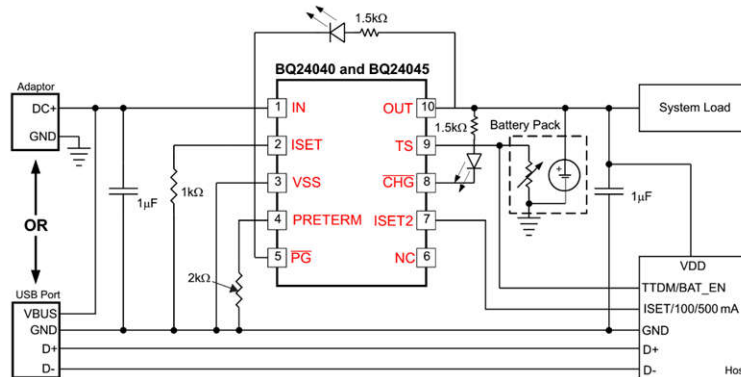 1.5kΩ
BQ24040 and BQ24045
Adaptor
DC+
GND
1 IN
OUT 10
System Load
1.5kΩ
Battery Pack
2 ISET
TS 9
1μF
1kΩ
3 VSS
CHG 8
+
1μF
OR
4 PRETERM
ISET2 7
5 PG
NC 6
2kΩ
VDD
TTDM/BAT_EN
ISET/100/500 mA
USB Port
VBUS
GND
GND
D+
D+
D-
D-
Hos